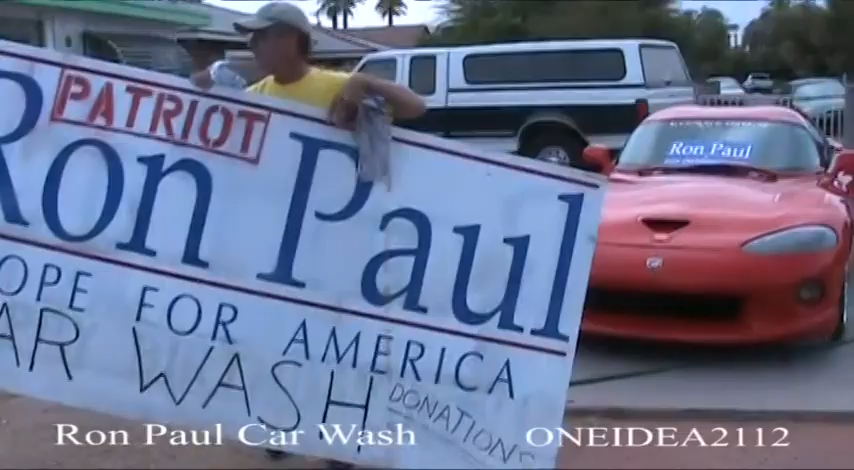 PATRIOT
Ron Paul
OPE FOR AMERICA
AR WASH DONATIONS
Ron Paul
Ron Paul Car Wash ONEIDEA2112